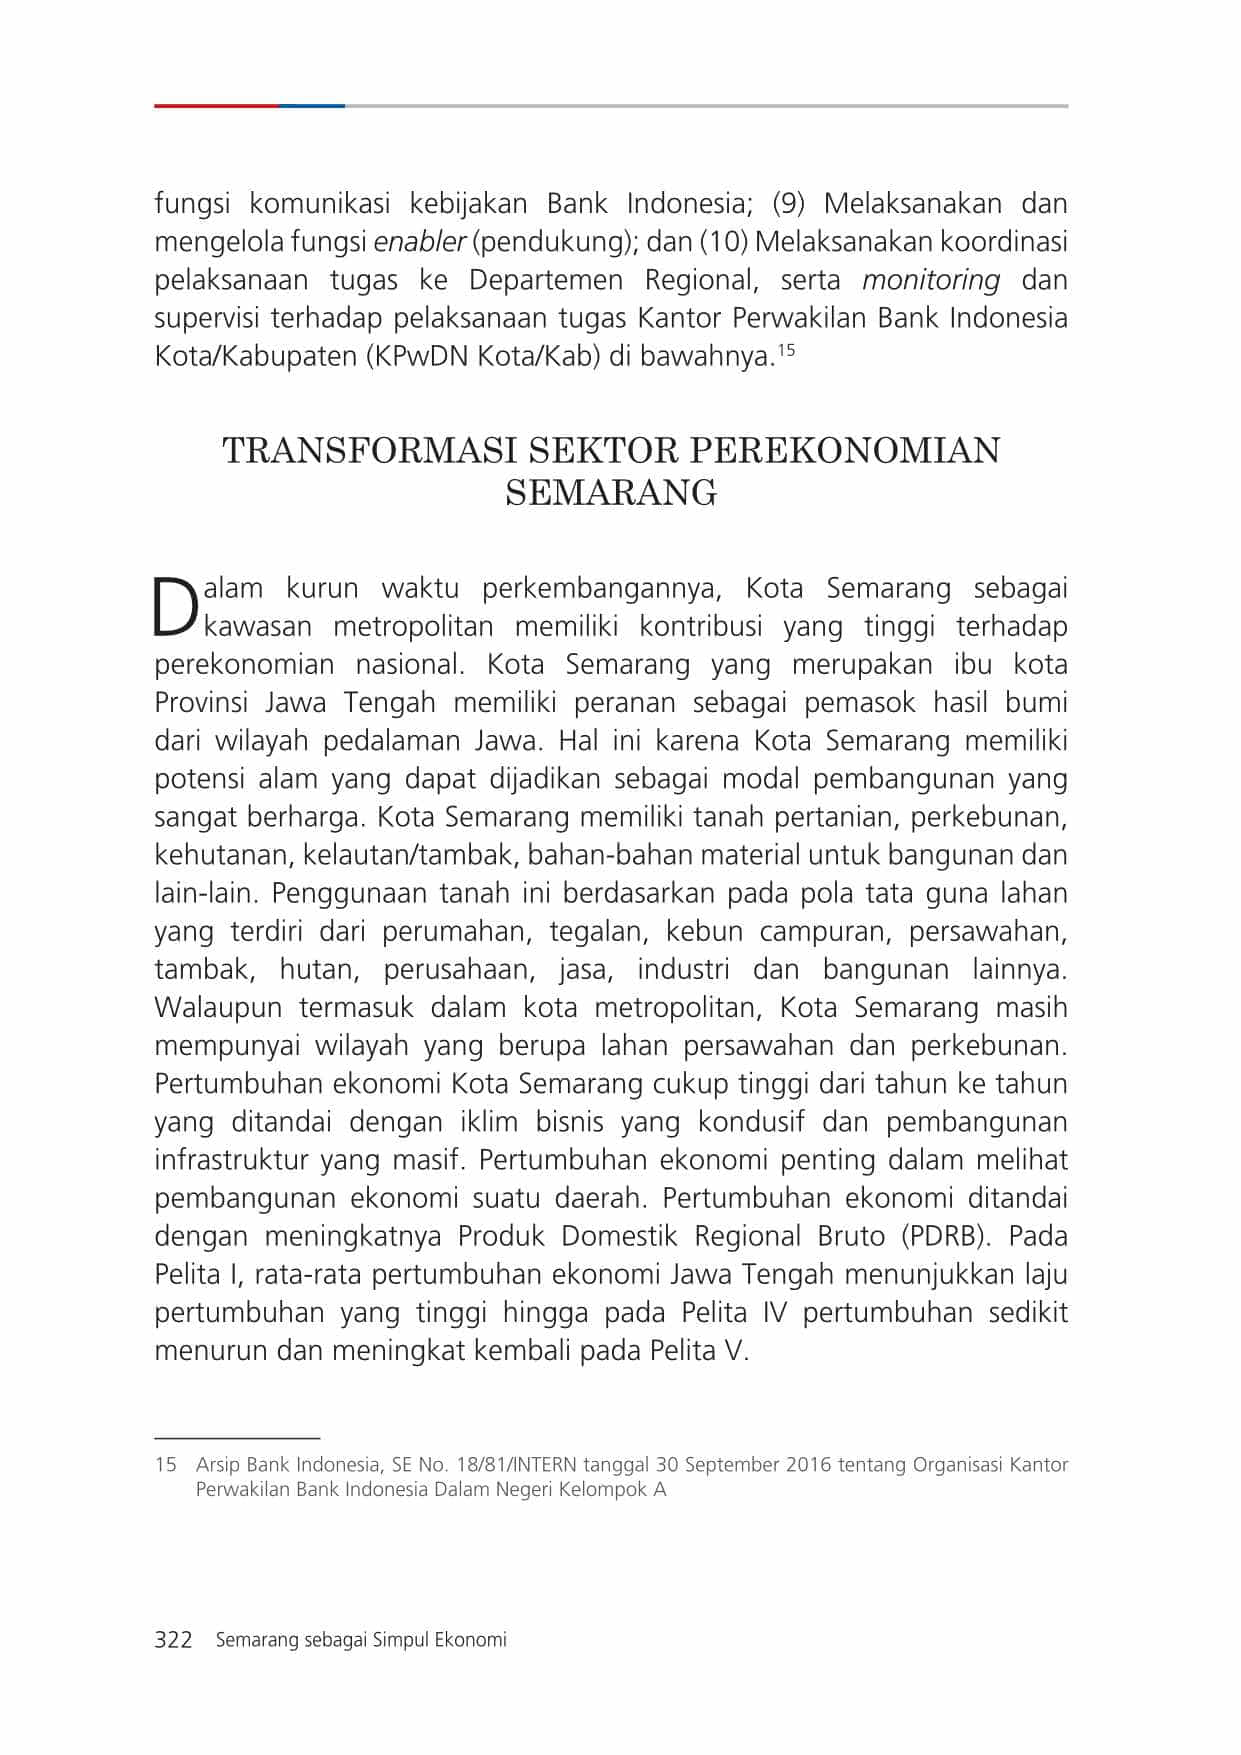 fungsi komunikasi kebijakan Bank Indonesia; (9) Melaksanakan dan
mengelola fungsi enabler (pendukung); dan (10) Melaksanakan koordinasi
pelaksanaan tugas ke Departemen Regional, serta monitoring dan
supervisi terhadap pelaksanaan tugas Kantor Perwakilan Bank Indonesia
Kota/Kabupaten (KPwDN Kota/Kab) di bawahnya.15
TRANSFORMASI SEKTOR PEREKONOMIAN
SEMARANG
Dalam kurun waktu perkembangannya, Kota Semarang sebagai
kawasan metropolitan memiliki kontribusi yang tinggi terhadap
perekonomian nasional. Kota Semarang yang merupakan ibu kota
Provinsi Jawa Tengah memiliki peranan sebagai pemasok hasil bumi
dari wilayah pedalaman Jawa. Hal ini karena Kota Semarang memiliki
potensi alam yang dapat dijadikan sebagai modal pembangunan yang
sangat berharga. Kota Semarang memiliki tanah pertanian, perkebunan,
kehutanan, kelautan/tambak, bahan-bahan material untuk bangunan dan
lain-lain. Penggunaan tanah ini berdasarkan pada pola tata guna lahan
yang terdiri dari perumahan, tegalan, kebun campuran, persawahan,
tambak, hutan, perusahaan, jasa, industri dan bangunan lainnya.
Walaupun termasuk dalam kota metropolitan, Kota Semarang masih
mempunyai wilayah yang berupa lahan persawahan dan perkebunan.
Pertumbuhan ekonomi Kota Semarang cukup tinggi dari tahun ke tahun
yang ditandai dengan iklim bisnis yang kondusif dan pembangunan
infrastruktur yang masif. Pertumbuhan ekonomi penting dalam melihat
pembangunan ekonomi suatu daerah. Pertumbuhan ekonomi ditandai
dengan meningkatnya Produk Domestik Regional Bruto (PDRB). Pada
Pelita I, rata-rata pertumbuhan ekonomi Jawa Tengah menunjukkan laju
pertumbuhan yang tinggi hingga pada Pelita IV pertumbuhan sedikit
menurun dan meningkat kembali pada Pelita V.
15 Arsip Bank Indonesia, SE No. 18/81/INTERN tanggal 30 September 2016 tentang Organisasi Kantor
Perwakilan Bank Indonesia Dalam Negeri Kelompok A
322 Semarang sebagai Simpul Ekonomi